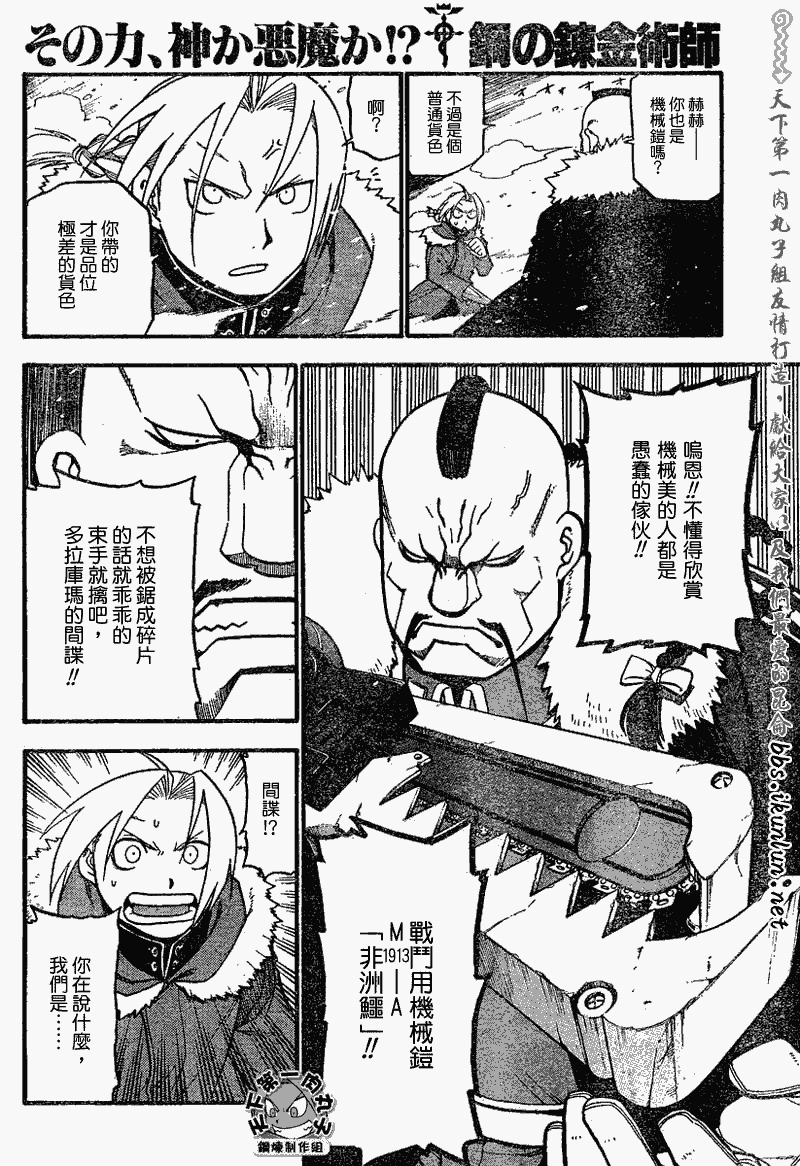 その力、神か悪魔か!?
鋼の錬金術師
赫赫──
你也是
機械鎧嗎?
不過是個
普通貨色
啊?
你帶的
才是品位
極差的貨色
嗚恩!!不懂得欣賞
機械美的人都是
愚蠢的傢伙!!
戰鬥用機械鎧
M1913─A
「非洲鱷」!!
不想被鋸成碎片
的話就乖乖的
束手就擒吧,
多拉庫瑪的間諜!!
間諜!?
你在說什麼,
我們是……
天下第一肉丸子組友情打造,獻給大家以及我們最愛的昆侖 bbs.ikunlun.net
天下第一肉丸子
鋼煉制作組